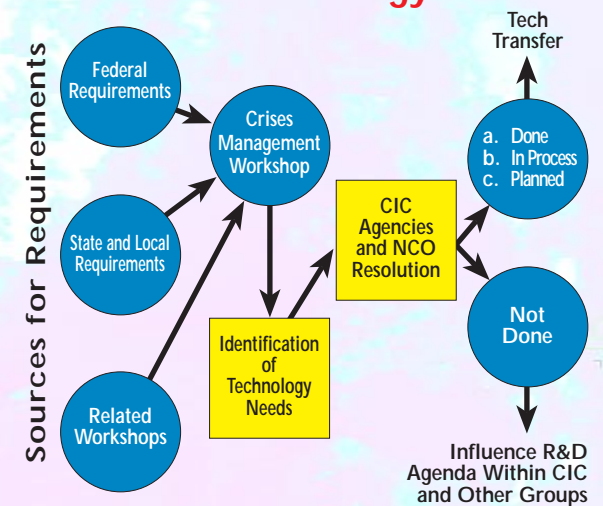 Sources for Requirements
Federal
Requirements
State and Local
Requirements
Related
Workshops
Crises
Management
Workshop
Identification
of
Technology
Needs
CIC
Agencies
and NCO
Resolution
Tech
Transfer
a. Done
b. In Process
c. Planned
Not
Done
Influence R&D
Agenda Within CIC
and Other Groups